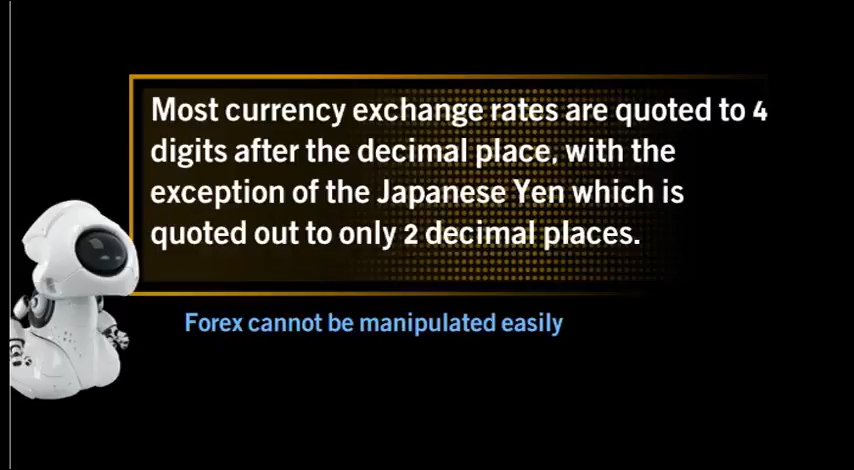 Most currency exchange rates are quoted to 4
digits after the decimal place, with the
exception of the Japanese Yen which is
quoted out to only 2 decimal places.
Forex cannot be manipulated easily